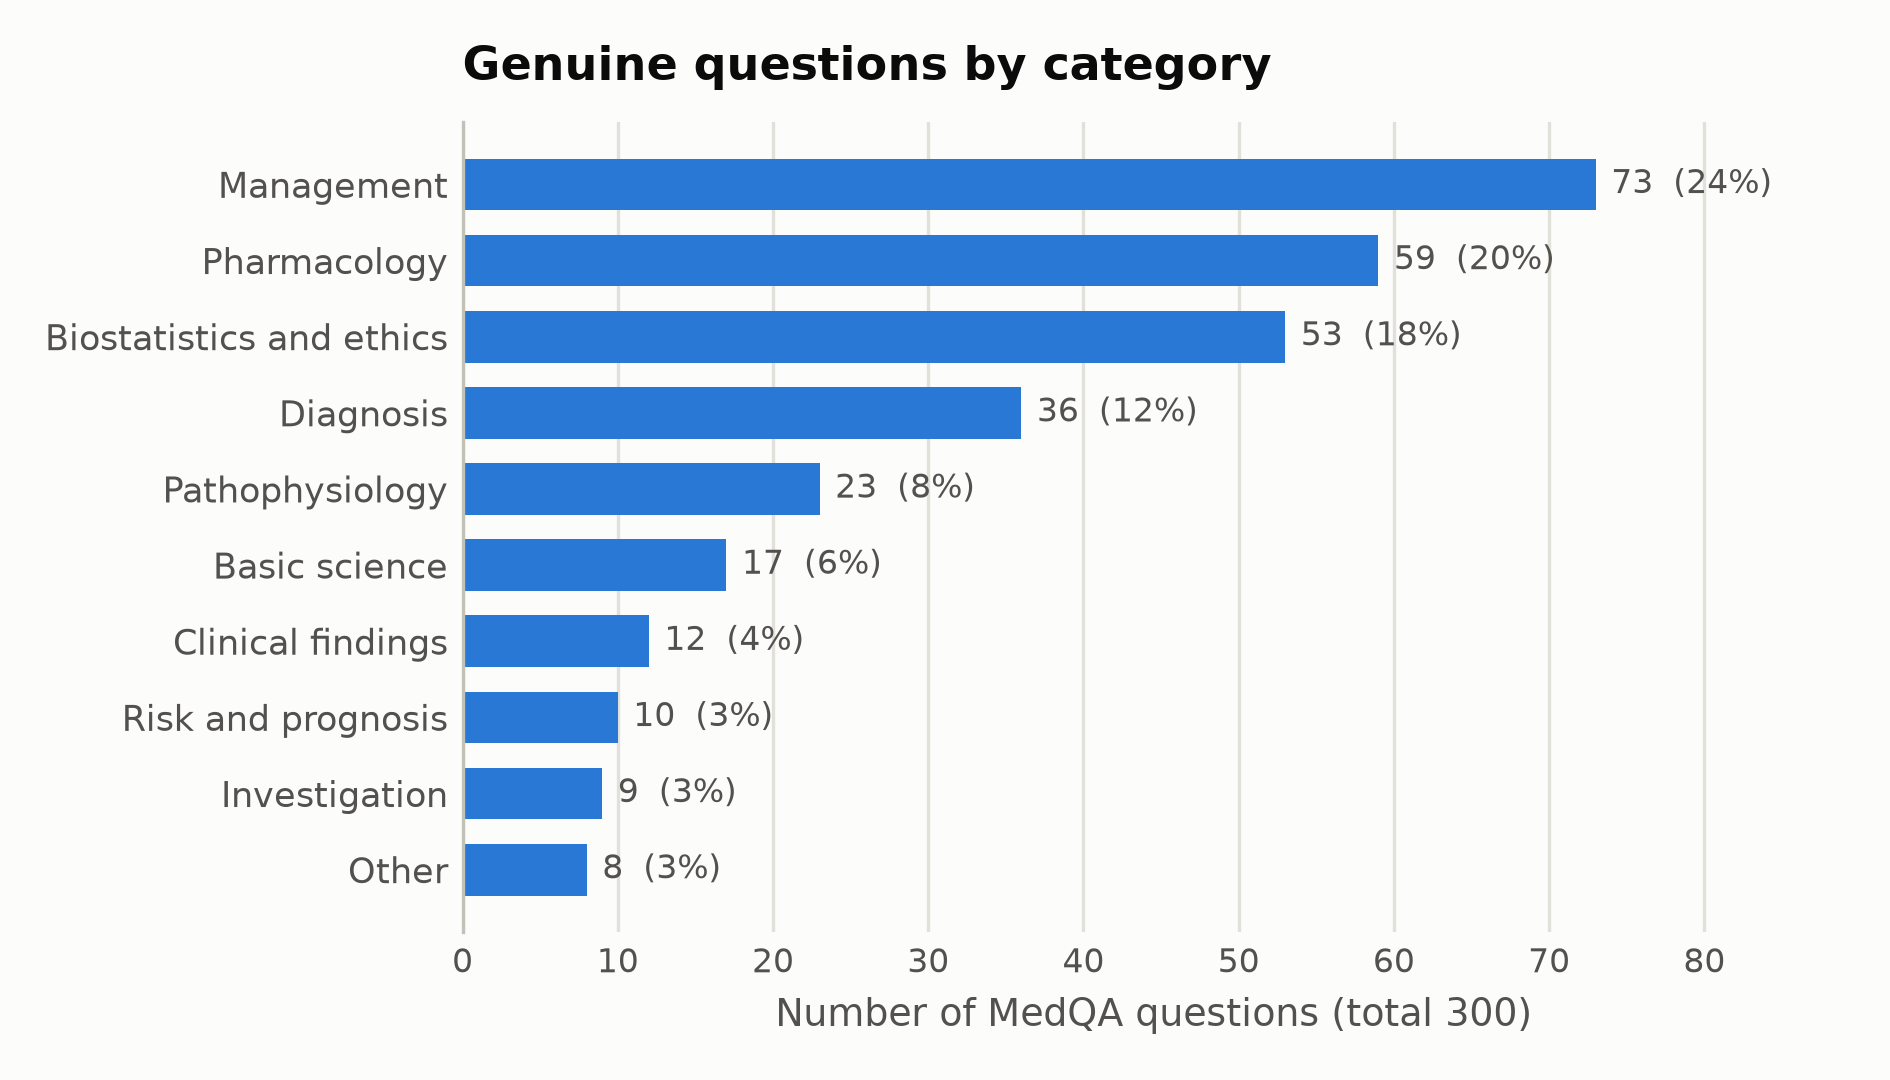 Genuine questions by category
Management 73 (24%)
Pharmacology 59 (20%)
Biostatistics and ethics 53 (18%)
Diagnosis 36 (12%)
Pathophysiology 23 (8%)
Basic science 17 (6%)
Clinical findings 12 (4%)
Risk and prognosis 10 (3%)
Investigation 9 (3%)
Other 8 (3%)
0 10 20 30 40 50 60 70 80
Number of MedQA questions (total 300)